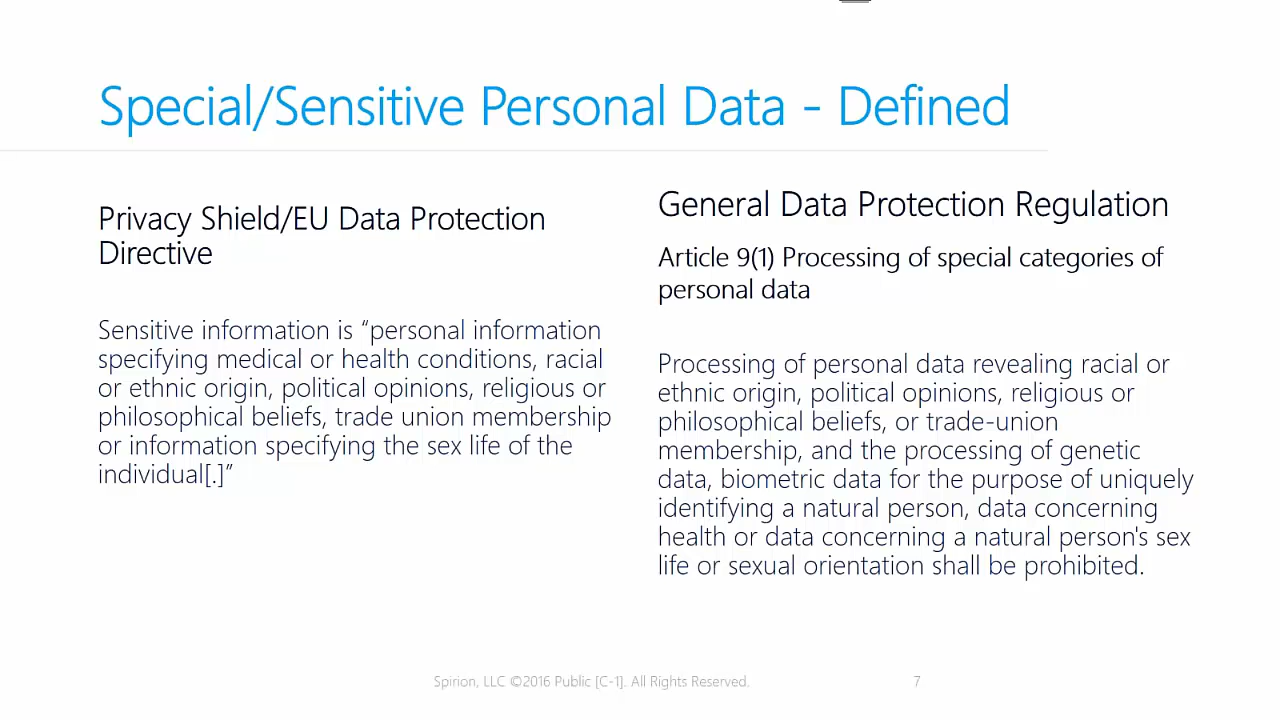 Special/Sensitive Personal Data - Defined
Privacy Shield/EU Data Protection
Directive
Sensitive information is “personal information
specifying medical or health conditions, racial
or ethnic origin, political opinions, religious or
philosophical beliefs, trade union membership
or information specifying the sex life of the
individual[.]”
General Data Protection Regulation
Article 9(1) Processing of special categories of
personal data
Processing of personal data revealing racial or
ethnic origin, political opinions, religious or
philosophical beliefs, or trade-union
membership, and the processing of genetic
data, biometric data for the purpose of uniquely
identifying a natural person, data concerning
health or data concerning a natural person's sex
life or sexual orientation shall be prohibited.
Spirion, LLC ©2016 Public [C-1]. All Rights Reserved.
7